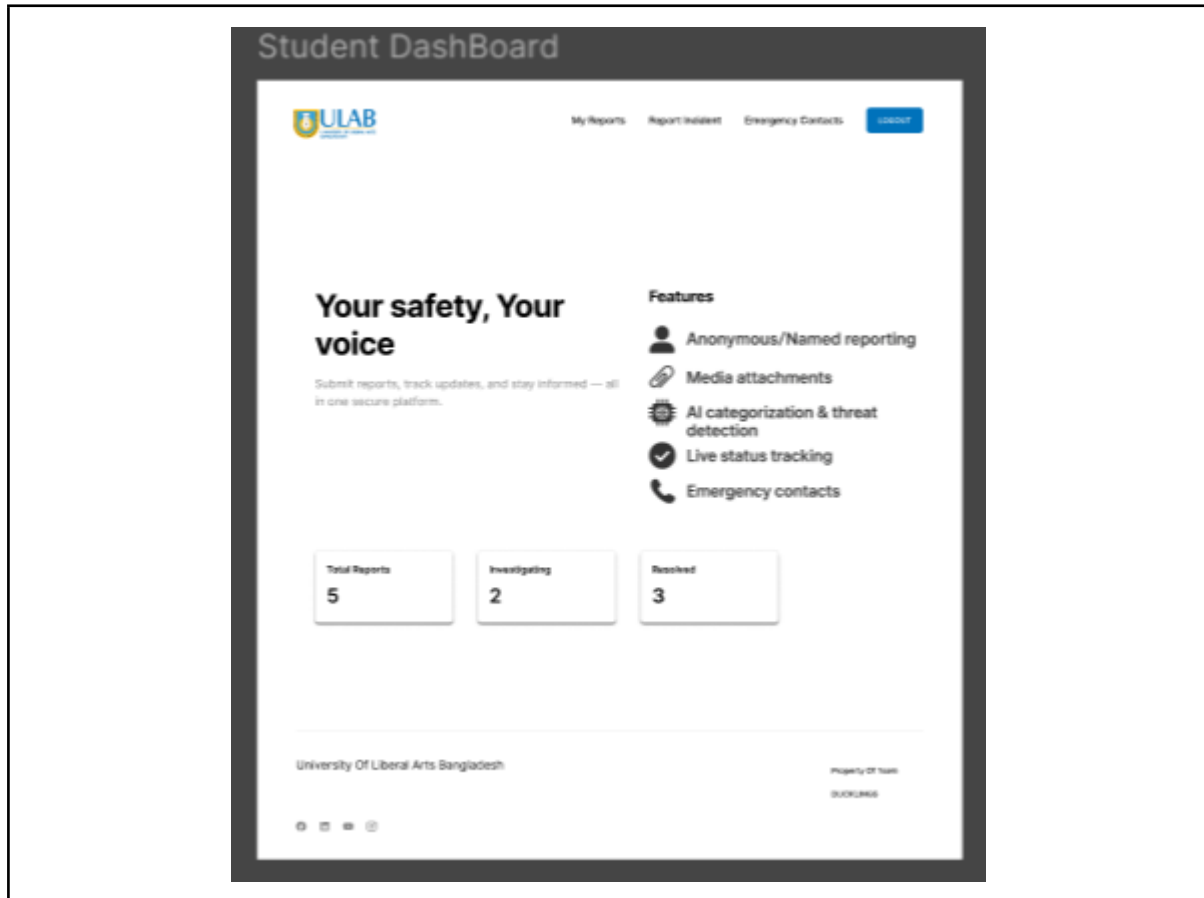 Student DashBoard
ULAB
My Reports
Report Incident
Emergency Contacts
LOGOUT
Your safety, Your
voice
Submit reports, track updates, and stay informed — all
in one secure platform.
Features
Anonymous/Named reporting
Media attachments
AI categorization & threat
detection
Live status tracking
Emergency contacts
Total Reports
5
Investigating
2
Resolved
3
University Of Liberal Arts Bangladesh
Property Of Team
DUCKLINGS